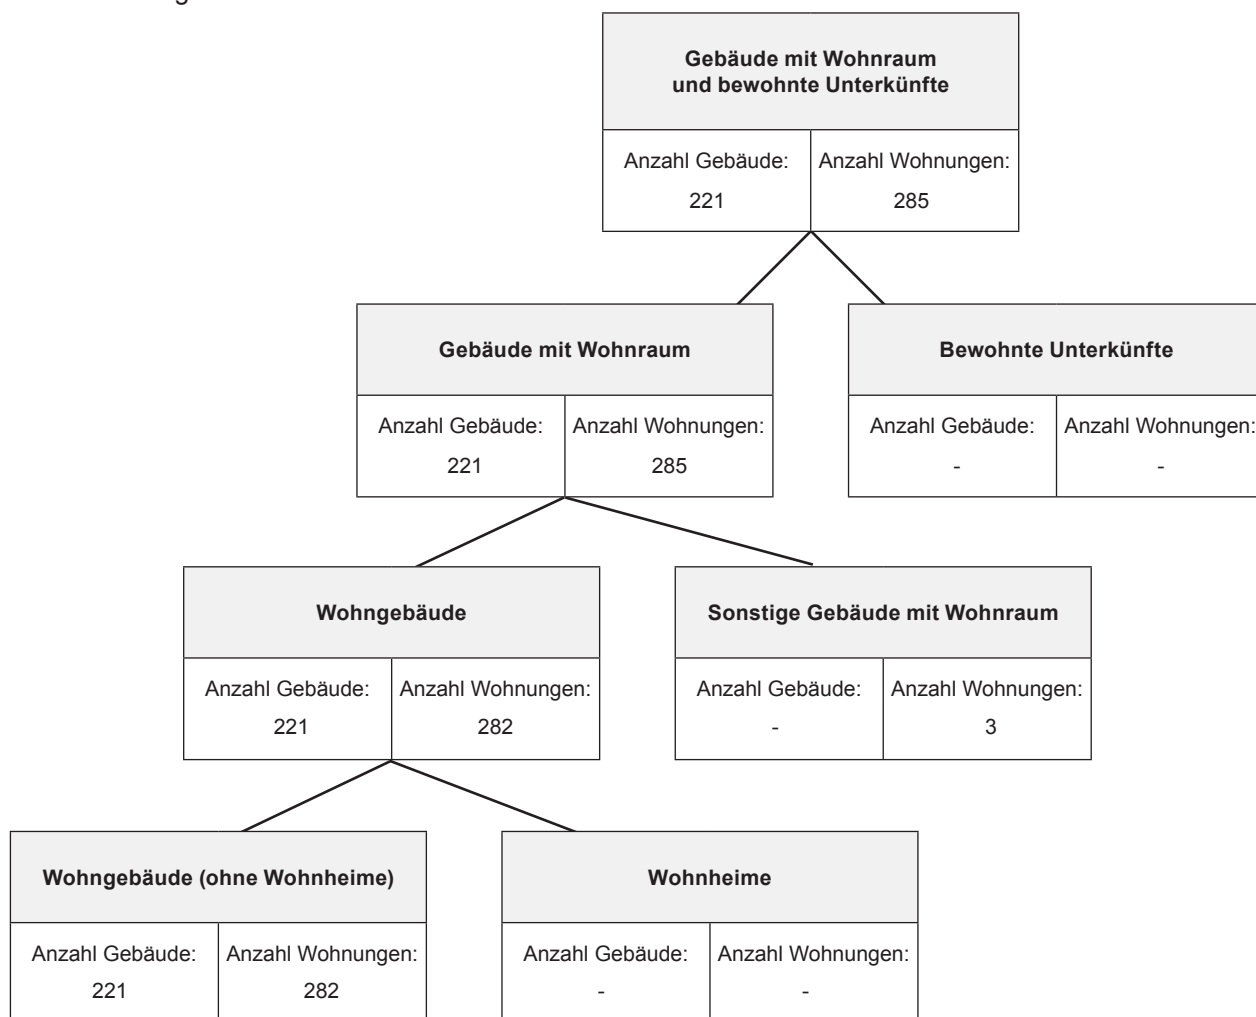 Gebäude mit Wohnraum
und bewohnte Unterkünfte
Anzahl Gebäude: Anzahl Wohnungen:
221 285
Gebäude mit Wohnraum
Bewohnte Unterkünfte
Anzahl Gebäude: Anzahl Wohnungen:
221 285
Anzahl Gebäude: Anzahl Wohnungen:
- -
Wohngebäude
Sonstige Gebäude mit Wohnraum
Anzahl Gebäude: Anzahl Wohnungen:
221 282
Anzahl Gebäude: Anzahl Wohnungen:
- 3
Wohngebäude (ohne Wohnheime)
Wohnheime
Anzahl Gebäude: Anzahl Wohnungen:
221 282
Anzahl Gebäude: Anzahl Wohnungen:
- -